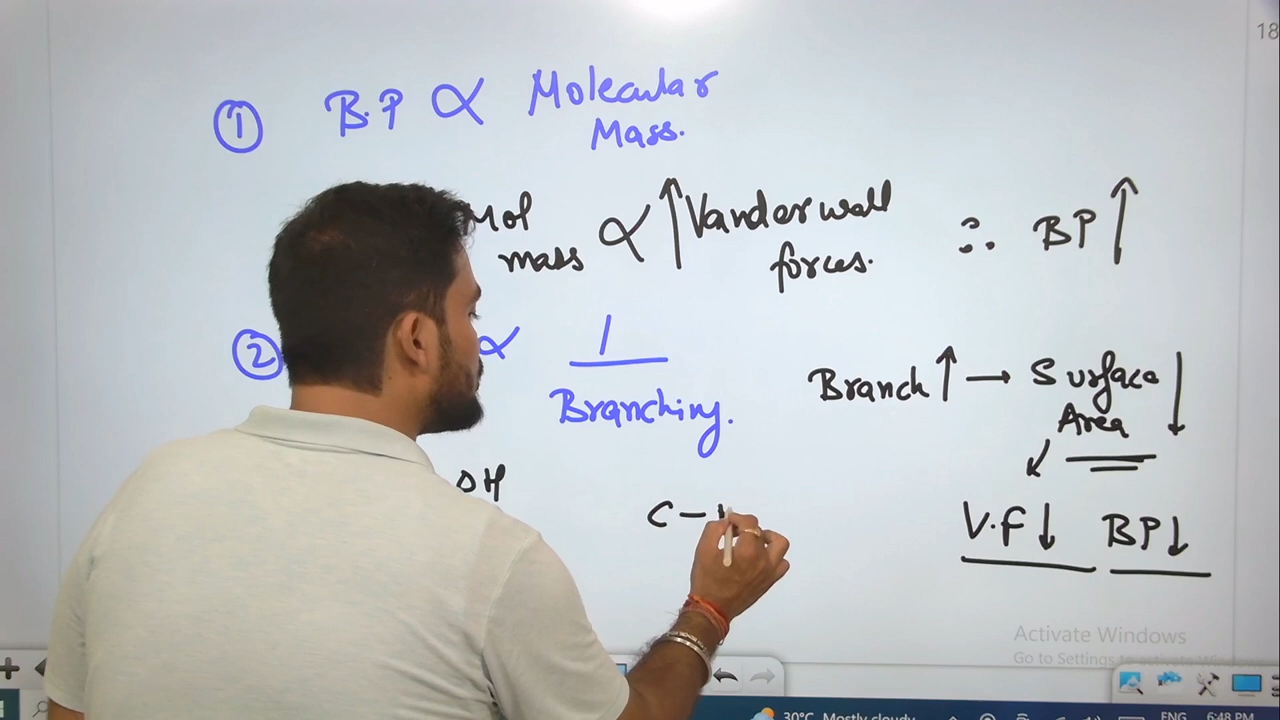 18
① B.P ∝ Molecular
Mass.
Mol
mass ∝ ↑ Vanderwall
forces. ∴ BP ↑
② ∝ 1
Branching.
Branch ↑ → Surface
Area ↓
V.F ↓ BP ↓
OH
C –
Activate Windows
Go to Settings
30°C Mostly cloudy
ENG 6:48 PM